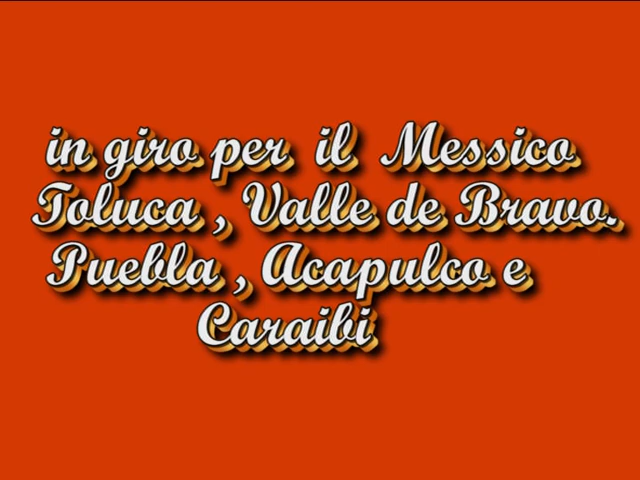 in giro per il Messico
Toluca , Valle de Bravo.
Puebla , Acapulco e
Caraibi